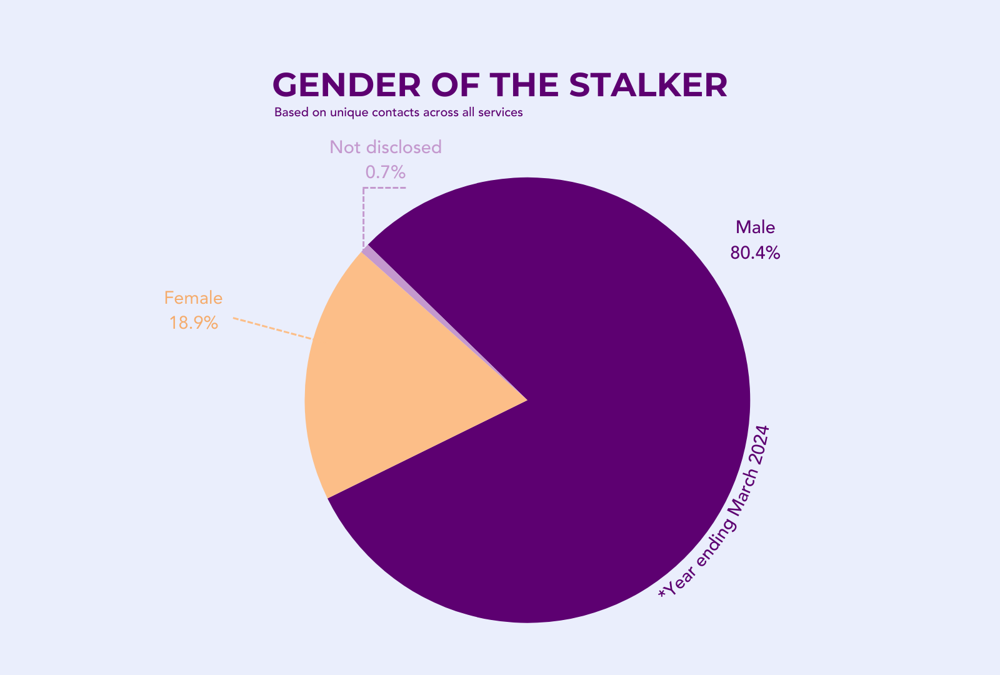 GENDER OF THE STALKER
Based on unique contacts across all services
Not disclosed
0.7%
Male
80.4%
Female
18.9%
*Year ending March 2024